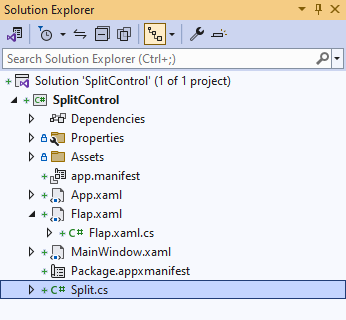 Solution Explorer
Search Solution Explorer (Ctrl+;)
Solution 'SplitControl' (1 of 1 project)
C# SplitControl
Dependencies
Properties
Assets
app.manifest
App.xaml
Flap.xaml
C# Flap.xaml.cs
MainWindow.xaml
Package.appxmanifest
C# Split.cs